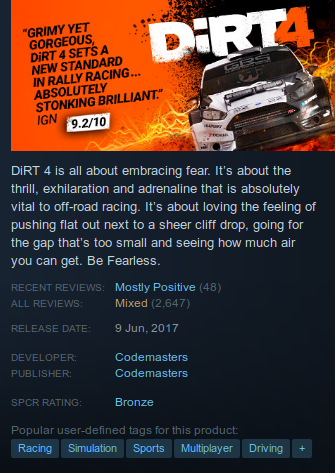 "GRIMY YET
GORGEOUS,
DiRT 4 SETS A
NEW STANDARD
IN RALLY RACING...
ABSOLUTELY
STONKING BRILLIANT."
IGN 9.2/10
DiRT4
DiRT 4 is all about embracing fear. It's about the
thrill, exhilaration and adrenaline that is absolutely
vital to off-road racing. It's about loving the feeling of
pushing flat out next to a sheer cliff drop, going for
the gap that's too small and seeing how much air
you can get. Be Fearless.
RECENT REVIEWS: Mostly Positive (48)
ALL REVIEWS: Mixed (2,647)
RELEASE DATE: 9 Jun, 2017
DEVELOPER: Codemasters
PUBLISHER: Codemasters
SPCR RATING: Bronze
Popular user-defined tags for this product:
Racing Simulation Sports Multiplayer Driving +